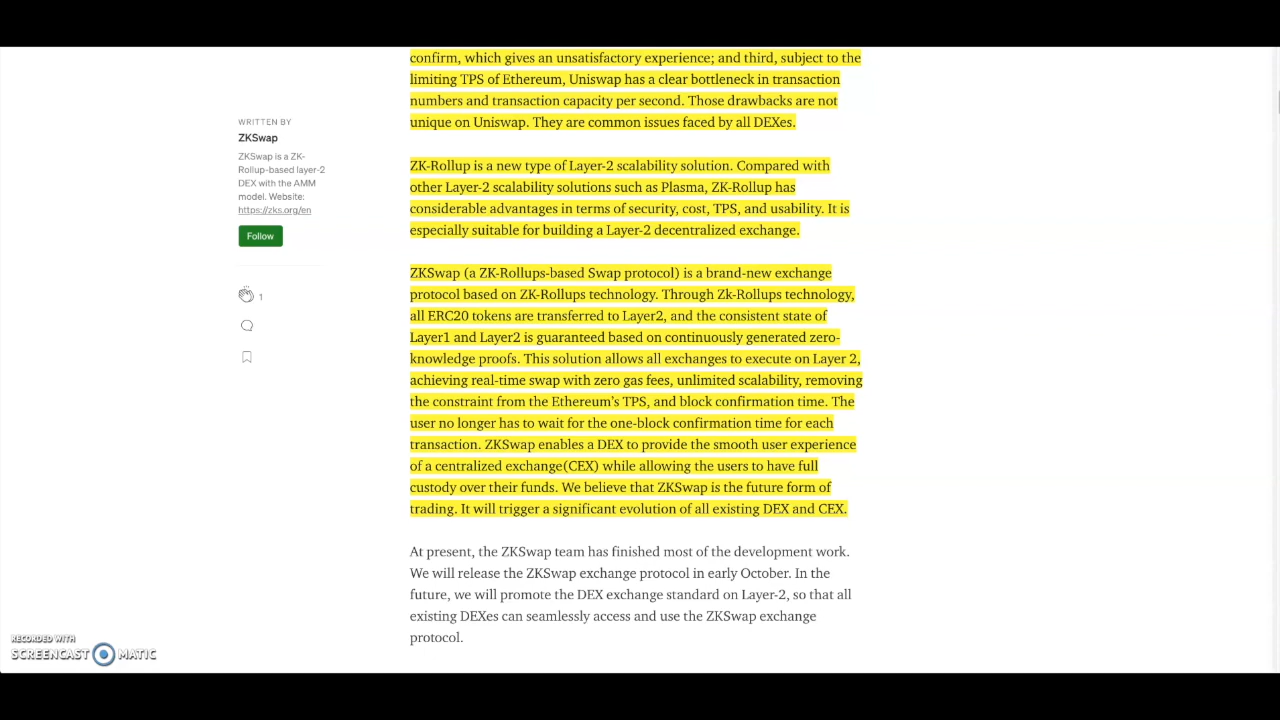 WRITTEN BY
ZKSwap
ZKSwap is a ZK-
Rollup-based layer-2
DEX with the AMM
model. Website:
https://zks.org/en
Follow
1
confirm, which gives an unsatisfactory experience; and third, subject to the
limiting TPS of Ethereum, Uniswap has a clear bottleneck in transaction
numbers and transaction capacity per second. Those drawbacks are not
unique on Uniswap. They are common issues faced by all DEXes.
ZK-Rollup is a new type of Layer-2 scalability solution. Compared with
other Layer-2 scalability solutions such as Plasma, ZK-Rollup has
considerable advantages in terms of security, cost, TPS, and usability. It is
especially suitable for building a Layer-2 decentralized exchange.
ZKSwap (a ZK-Rollups-based Swap protocol) is a brand-new exchange
protocol based on ZK-Rollups technology. Through Zk-Rollups technology,
all ERC20 tokens are transferred to Layer2, and the consistent state of
Layer1 and Layer2 is guaranteed based on continuously generated zero-
knowledge proofs. This solution allows all exchanges to execute on Layer 2,
achieving real-time swap with zero gas fees, unlimited scalability, removing
the constraint from the Ethereum's TPS, and block confirmation time. The
user no longer has to wait for the one-block confirmation time for each
transaction. ZKSwap enables a DEX to provide the smooth user experience
of a centralized exchange(CEX) while allowing the users to have full
custody over their funds. We believe that ZKSwap is the future form of
trading. It will trigger a significant evolution of all existing DEX and CEX.
At present, the ZKSwap team has finished most of the development work.
We will release the ZKSwap exchange protocol in early October. In the
future, we will promote the DEX exchange standard on Layer-2, so that all
existing DEXes can seamlessly access and use the ZKSwap exchange
protocol.
RECORDED WITH
SCREENCAST MATIC